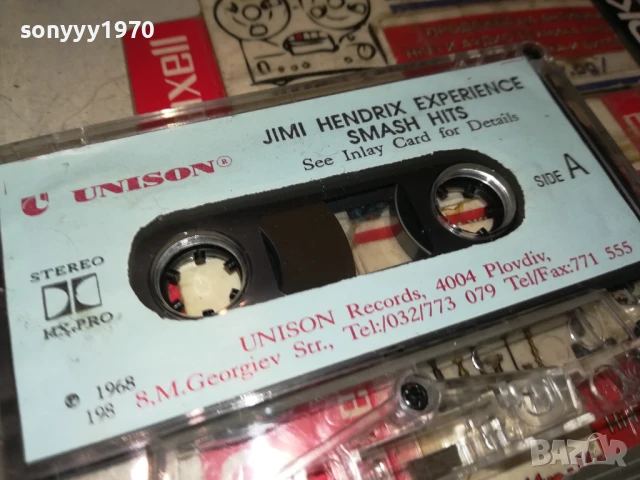 sonyyy1970
maxell
JIMI HENDRIX EXPERIENCE
SMASH HITS
See Inlay Card for Details
UNISON®
SIDE A
STEREO
HX-PRO
UNISON Records, 4004 Plovdiv,
8,M.Georgiev Str., Tel:/032/773 079 Tel/Fax:771 555
℗ 1968
198
BAZAR